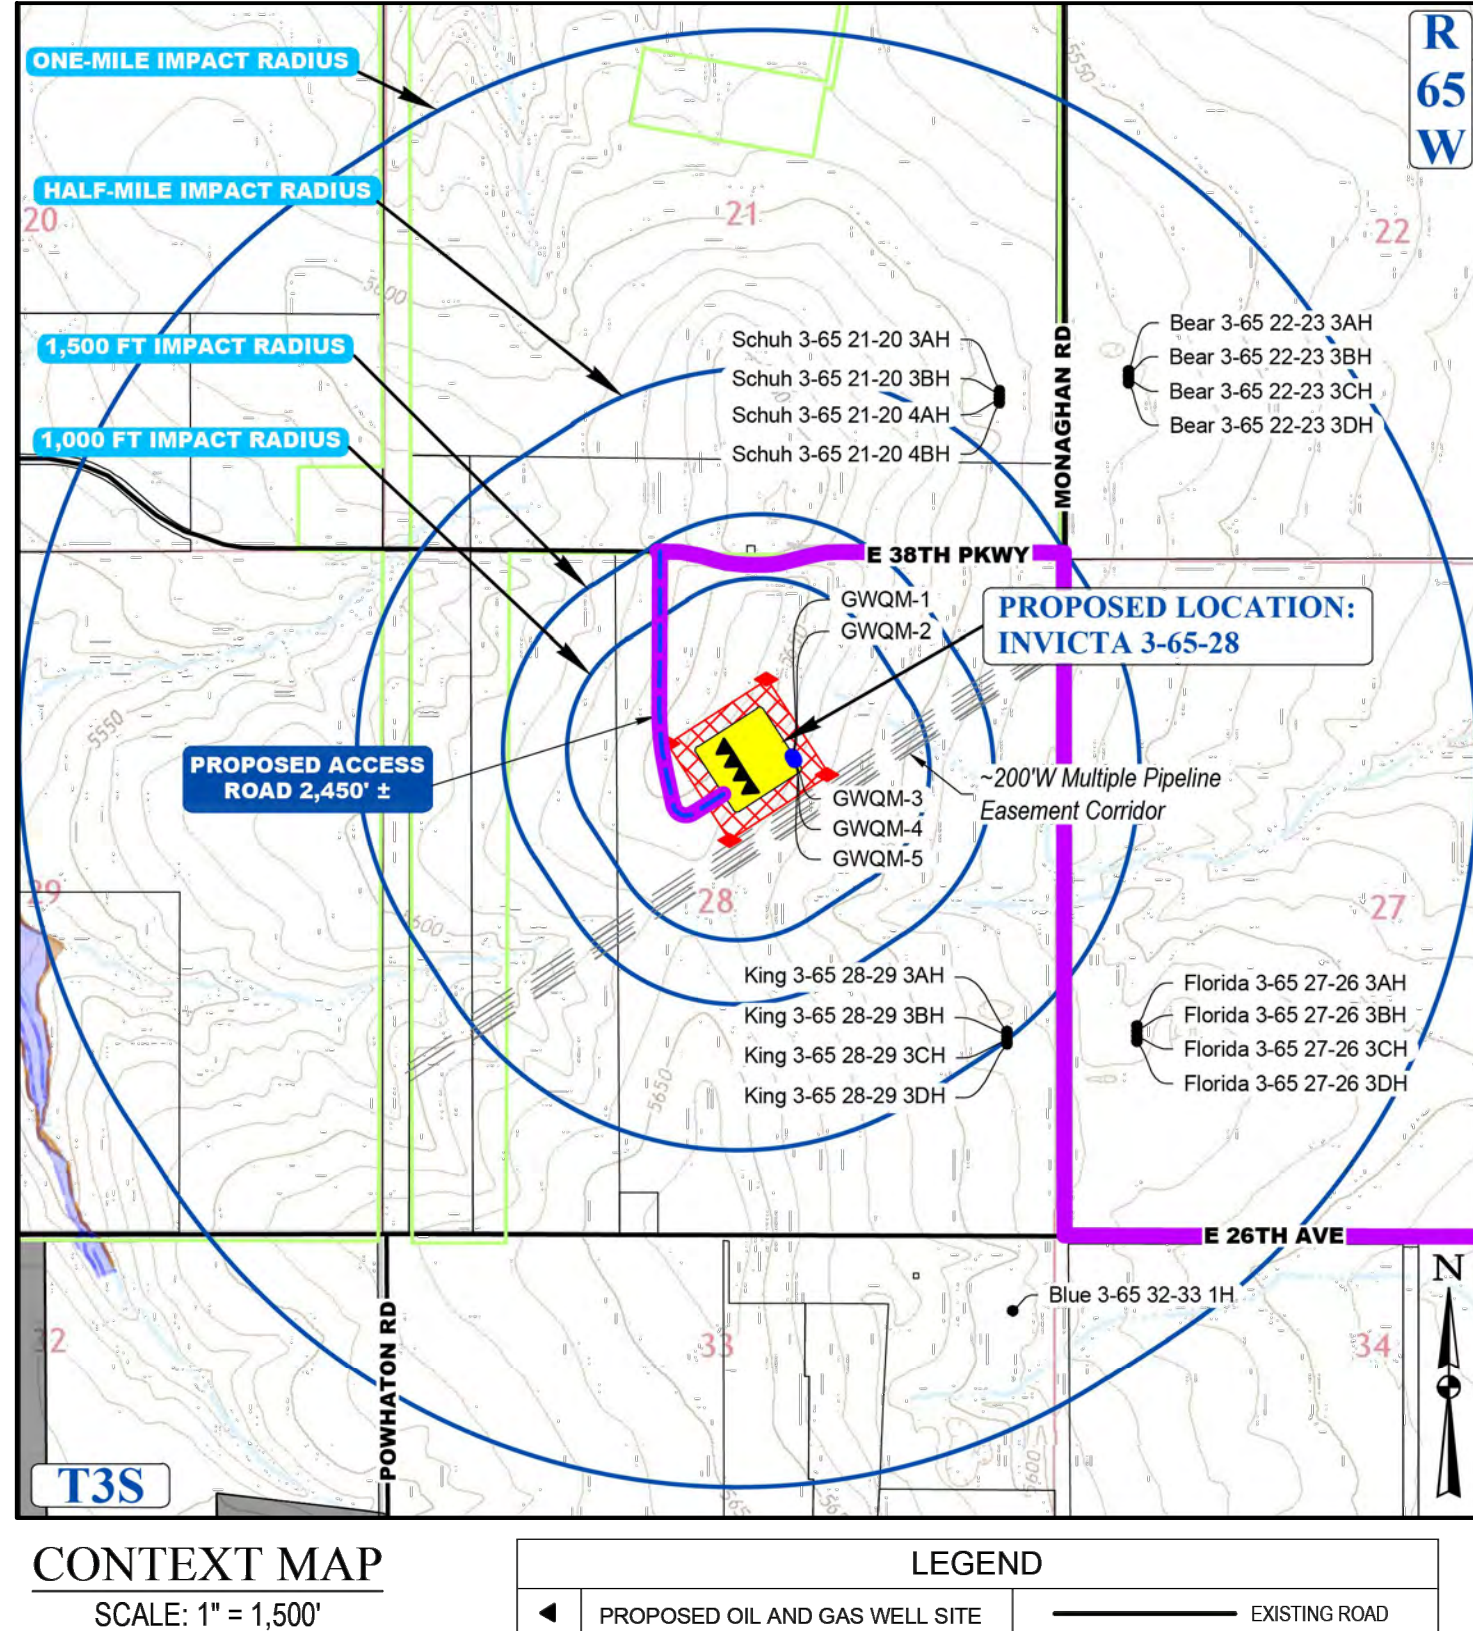 ONE-MILE IMPACT RADIUS
R
65
W
5550
HALF-MILE IMPACT RADIUS
20
21
22
5600
1,500 FT IMPACT RADIUS
1,000 FT IMPACT RADIUS
Schuh 3-65 21-20 3AH
Schuh 3-65 21-20 3BH
Schuh 3-65 21-20 4AH
Schuh 3-65 21-20 4BH
MONAGHAN RD
Bear 3-65 22-23 3AH
Bear 3-65 22-23 3BH
Bear 3-65 22-23 3CH
Bear 3-65 22-23 3DH
E 38TH PKWY
GWQM-1
GWQM-2
PROPOSED LOCATION:
INVICTA 3-65-28
5550
PROPOSED ACCESS
ROAD 2,450' ±
~200'W Multiple Pipeline
Easement Corridor
GWQM-3
GWQM-4
GWQM-5
29
28
27
5600
King 3-65 28-29 3AH
King 3-65 28-29 3BH
King 3-65 28-29 3CH
King 3-65 28-29 3DH
5650
Florida 3-65 27-26 3AH
Florida 3-65 27-26 3BH
Florida 3-65 27-26 3CH
Florida 3-65 27-26 3DH
E 26TH AVE
N
Blue 3-65 32-33 1H
32
33
34
POWHATON RD
5600
T3S
CONTEXT MAP
SCALE: 1" = 1,500'
LEGEND
PROPOSED OIL AND GAS WELL SITE
EXISTING ROAD